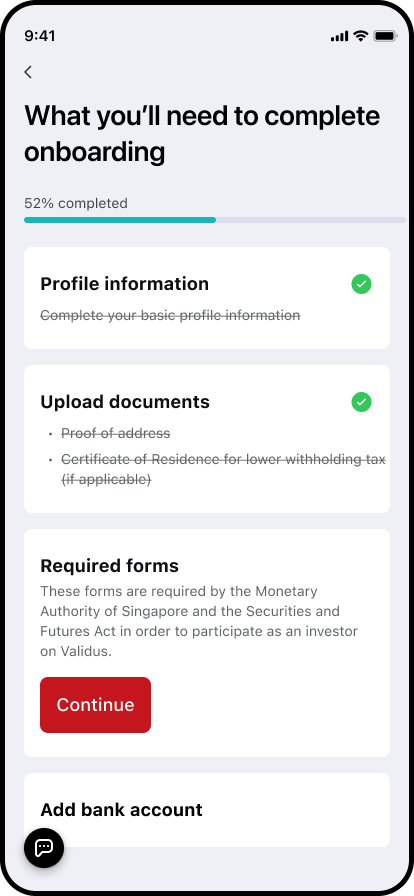 9:41
What you’ll need to complete
onboarding
52% completed
Profile information
Complete your basic profile information
Upload documents
• Proof of address
• Certificate of Residence for lower withholding tax
(if applicable)
Required forms
These forms are required by the Monetary
Authority of Singapore and the Securities and
Futures Act in order to participate as an investor
on Validus.
Continue
Add bank account